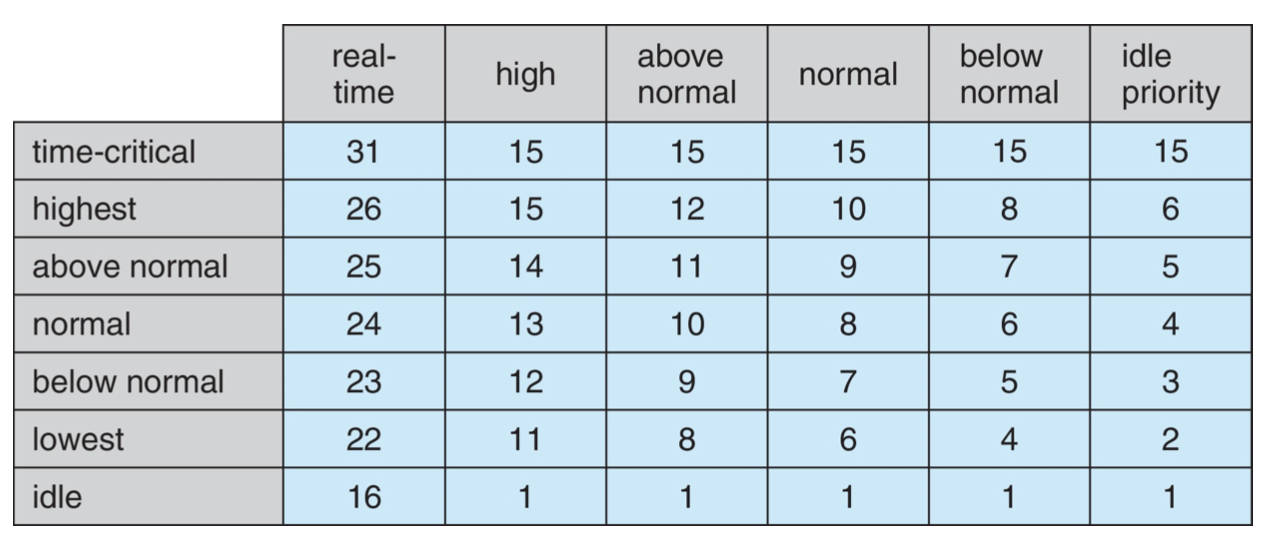 real-time high above normal normal below normal idle priority
time-critical 31 15 15 15 15 15
highest 26 15 12 10 8 6
above normal 25 14 11 9 7 5
normal 24 13 10 8 6 4
below normal 23 12 9 7 5 3
lowest 22 11 8 6 4 2
idle 16 1 1 1 1 1